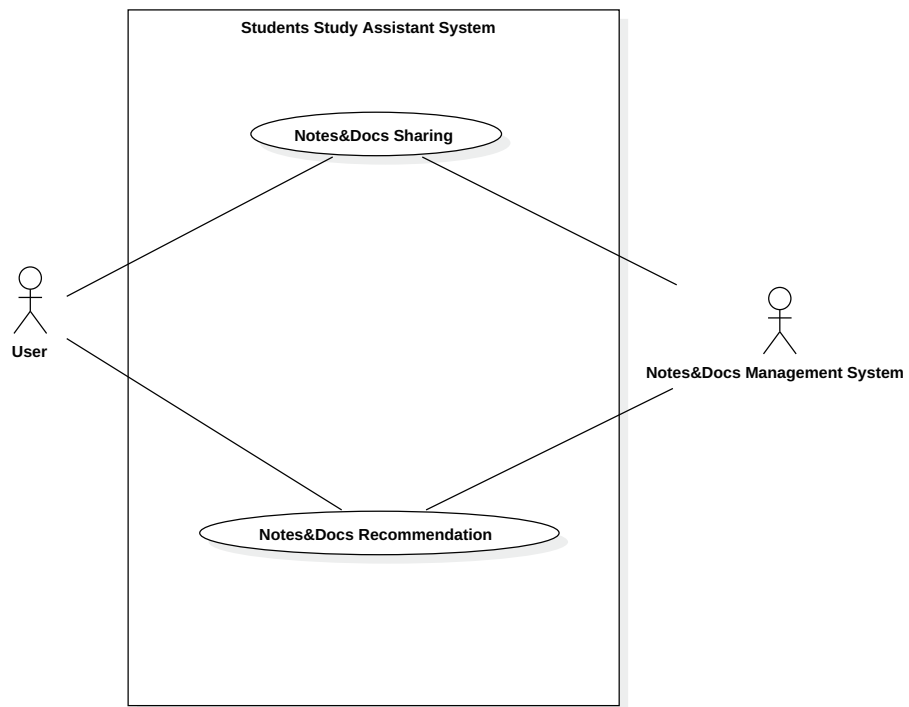 Students Study Assistant System
Notes&Docs Sharing
User
Notes&Docs Management System
Notes&Docs Recommendation